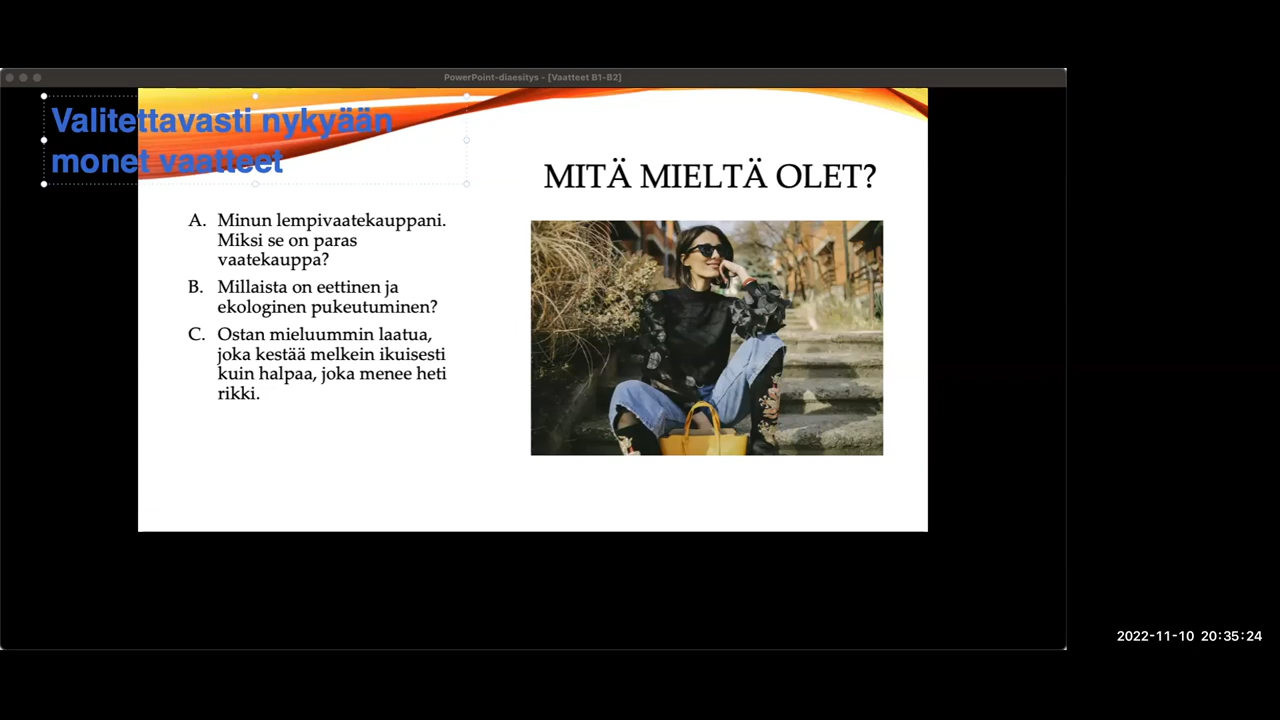 PowerPoint-diaesitys - [Vaatteet B1-B2]
Valitettavasti nykyään
monet vaatteet
MITÄ MIELTÄ OLET?
A. Minun lempivaatekauppani.
Miksi se on paras
vaatekauppa?
B. Millaista on eettinen ja
ekologinen pukeutuminen?
C. Ostan mieluummin laatua,
joka kestää melkein ikuisesti
kuin halpaa, joka menee heti
rikki.
2022-11-10 20:35:24